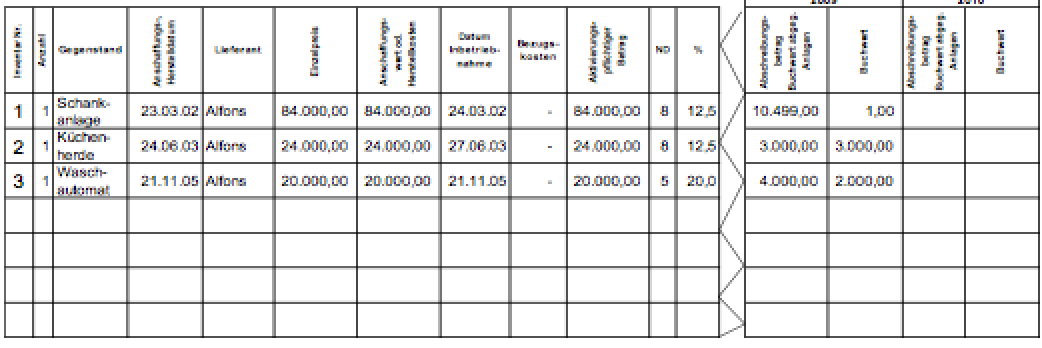 2009 2010
Inventar Nr. Anzahl Gegenstand Anschaffungs-, Herstelldatum Lieferant Einzelpreis Anschaffungs- wert od. Herstellkosten Datum Inbetrieb- nahme Bezugs- kosten Aktivierungs- pflichtiger Betrag ND % Abschreibungs- betrag Buchwert abgeg. Anlagen Buchwert Abschreibungs- betrag Buchwert abgeg. Anlagen Buchwert
1 1 Schank- anlage 23.03.02 Alfons 84.000,00 84.000,00 24.03.02 - 84.000,00 8 12,5 10.499,00 1,00
2 1 Küchen- herde 24.06.03 Alfons 24.000,00 24.000,00 27.06.03 - 24.000,00 8 12,5 3.000,00 3.000,00
3 1 Wasch- automat 21.11.05 Alfons 20.000,00 20.000,00 21.11.05 - 20.000,00 5 20,0 4.000,00 2.000,00